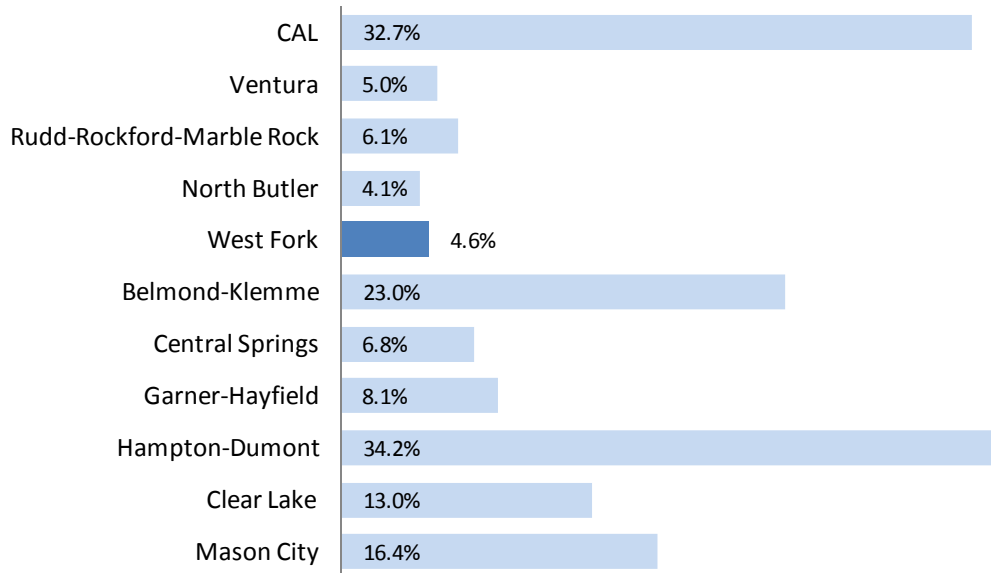 CAL 32.7%
Ventura 5.0%
Rudd-Rockford-Marble Rock 6.1%
North Butler 4.1%
West Fork 4.6%
Belmond-Klemme 23.0%
Central Springs 6.8%
Garner-Hayfield 8.1%
Hampton-Dumont 34.2%
Clear Lake 13.0%
Mason City 16.4%